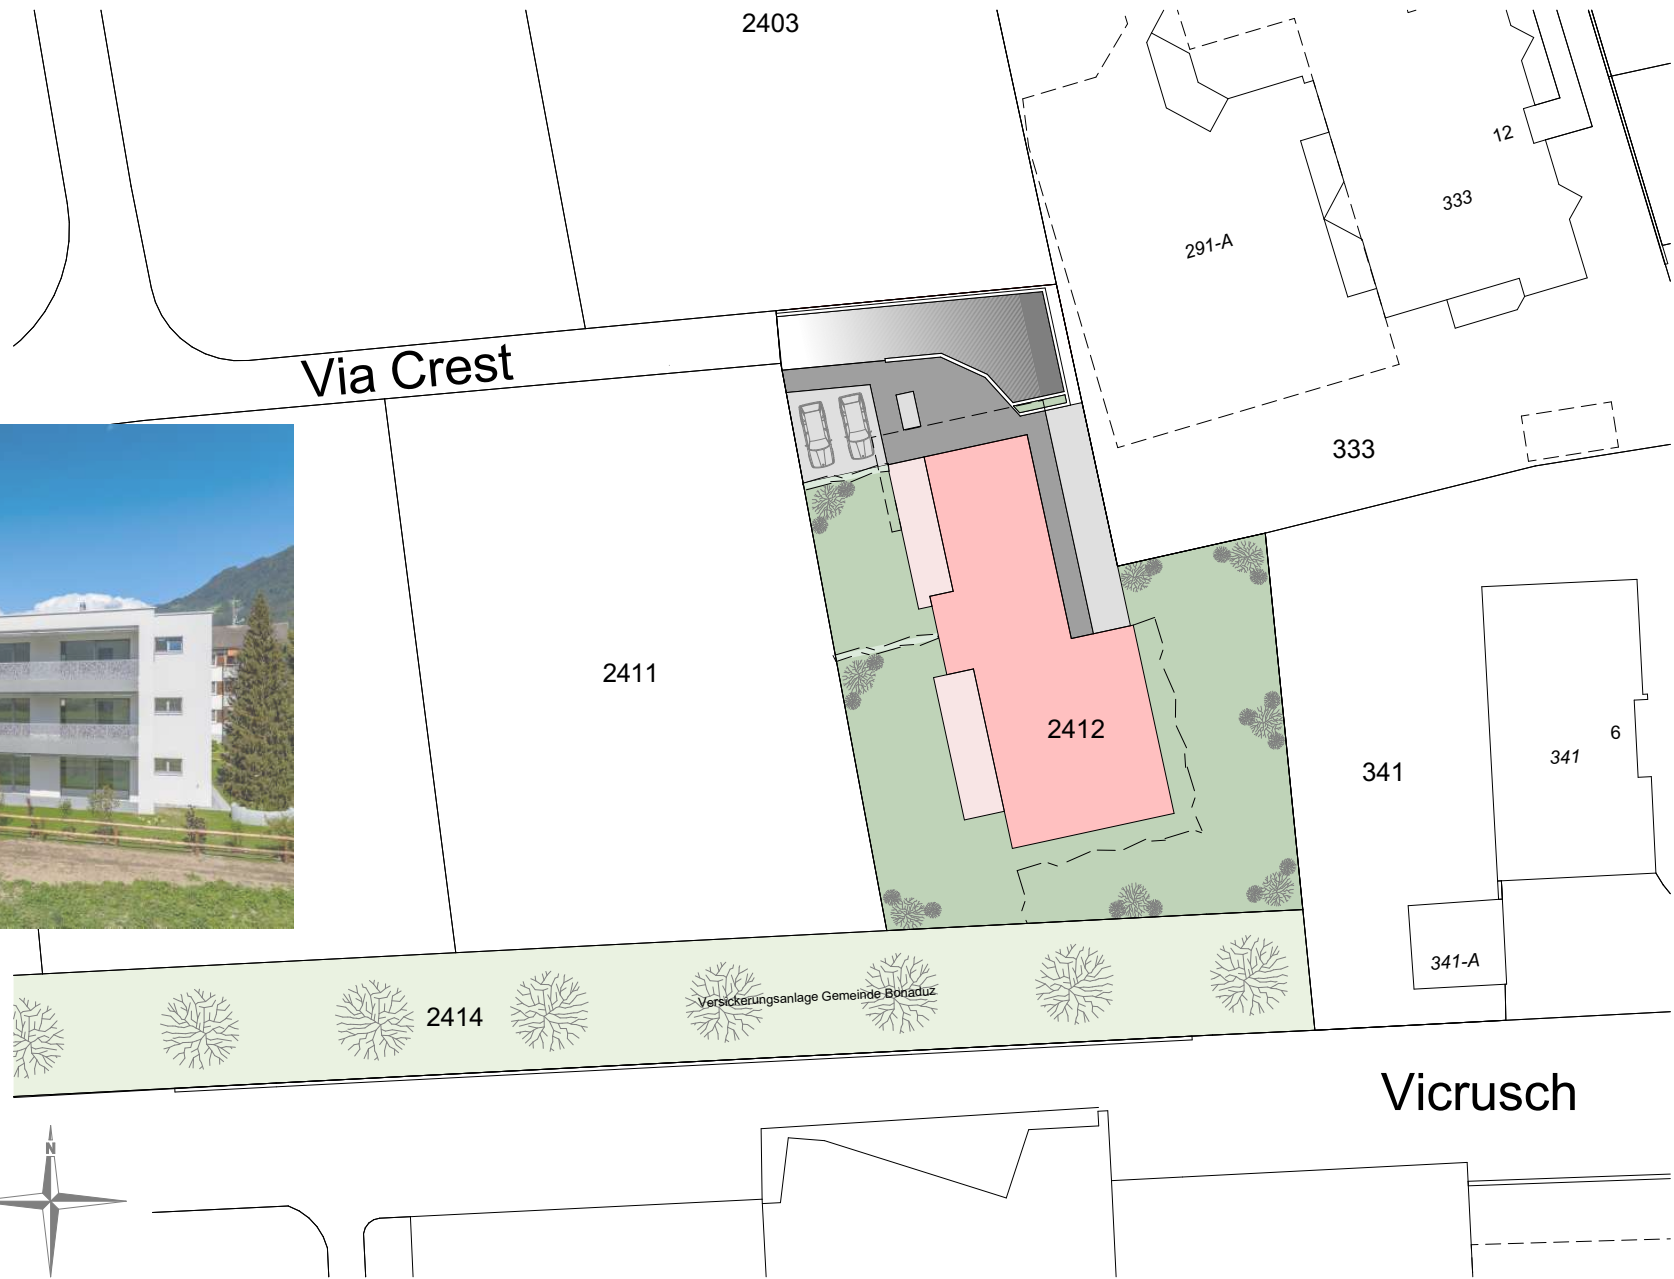 2403
12
333
291-A
Via Crest
333
2411
2412
341
341
6
341-A
Versickerungsanlage Gemeinde Bonaduz
2414
Vicrusch
N